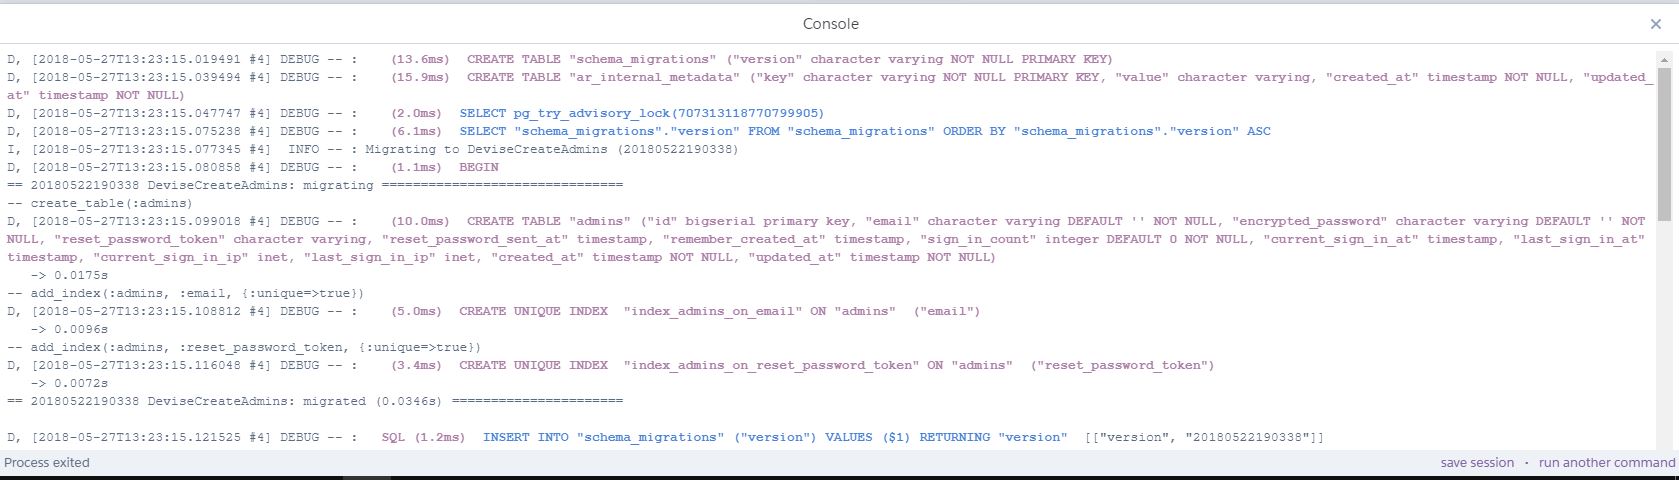 Console
D, [2018-05-27T13:23:15.019491 #4] DEBUG -- :    (13.6ms)  CREATE TABLE "schema_migrations" ("version" character varying NOT NULL PRIMARY KEY)
D, [2018-05-27T13:23:15.039494 #4] DEBUG -- :    (15.9ms)  CREATE TABLE "ar_internal_metadata" ("key" character varying NOT NULL PRIMARY KEY, "value" character varying, "created_at" timestamp NOT NULL, "updated_
at" timestamp NOT NULL)
D, [2018-05-27T13:23:15.047747 #4] DEBUG -- :    (2.0ms)  SELECT pg_try_advisory_lock(707313118770799905)
D, [2018-05-27T13:23:15.075238 #4] DEBUG -- :    (6.1ms)  SELECT "schema_migrations"."version" FROM "schema_migrations" ORDER BY "schema_migrations"."version" ASC
I, [2018-05-27T13:23:15.077345 #4]  INFO -- : Migrating to DeviseCreateAdmins (20180522190338)
D, [2018-05-27T13:23:15.080858 #4] DEBUG -- :    (1.1ms)  BEGIN
== 20180522190338 DeviseCreateAdmins: migrating ===============================
-- create_table(:admins)
D, [2018-05-27T13:23:15.099018 #4] DEBUG -- :    (10.0ms)  CREATE TABLE "admins" ("id" bigserial primary key, "email" character varying DEFAULT '' NOT NULL, "encrypted_password" character varying DEFAULT '' NOT
NULL, "reset_password_token" character varying, "reset_password_sent_at" timestamp, "remember_created_at" timestamp, "sign_in_count" integer DEFAULT 0 NOT NULL, "current_sign_in_at" timestamp, "last_sign_in_at"
timestamp, "current_sign_in_ip" inet, "last_sign_in_ip" inet, "created_at" timestamp NOT NULL, "updated_at" timestamp NOT NULL)
   -> 0.0175s
-- add_index(:admins, :email, {:unique=>true})
D, [2018-05-27T13:23:15.108812 #4] DEBUG -- :    (5.0ms)  CREATE UNIQUE INDEX  "index_admins_on_email" ON "admins"  ("email")
   -> 0.0096s
-- add_index(:admins, :reset_password_token, {:unique=>true})
D, [2018-05-27T13:23:15.116048 #4] DEBUG -- :    (3.4ms)  CREATE UNIQUE INDEX  "index_admins_on_reset_password_token" ON "admins"  ("reset_password_token")
   -> 0.0072s
== 20180522190338 DeviseCreateAdmins: migrated (0.0346s) ======================
D, [2018-05-27T13:23:15.121525 #4] DEBUG -- :   SQL (1.2ms)  INSERT INTO "schema_migrations" ("version") VALUES ($1) RETURNING "version"  [["version", "20180522190338"]]
Process exited
save session · run another command